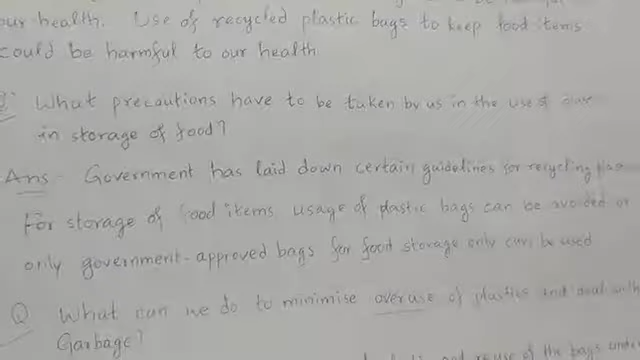 our health. Use of recycled plastic bags to keep food items
could be harmful to our health
Q: What precautions have to be taken by us in the use of
in storage of food?
Ans - Government has laid down certain guidelines for recycling
For storage of food items usage of plastic bags can be avoided or
only government-approved bags for food storage only can be used
Q What can we do to minimise overuse of plastics and deal with
Garbage?
use of the bags